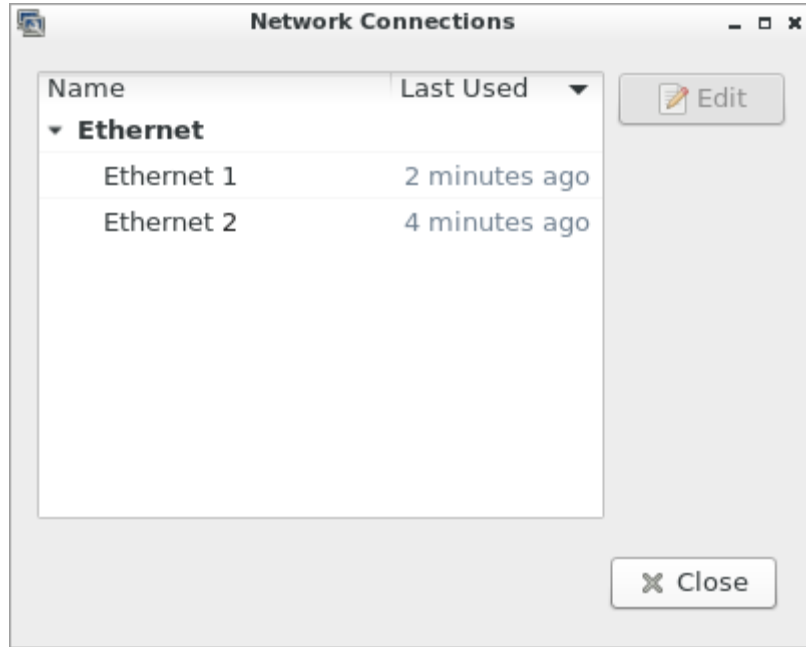 Network Connections
Name Last Used
Edit
Ethernet
Ethernet 1 2 minutes ago
Ethernet 2 4 minutes ago
Close